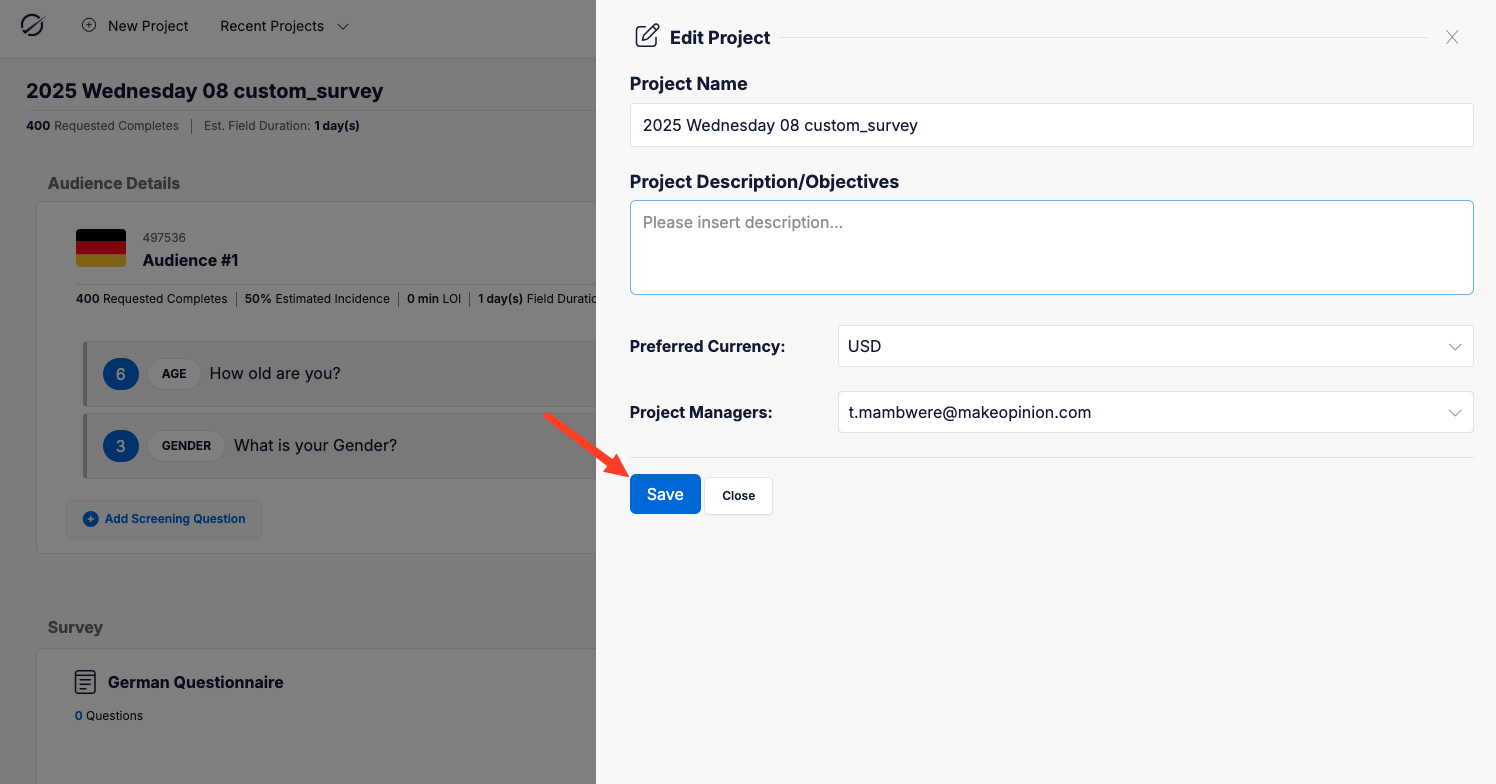 New Project
Recent Projects
2025 Wednesday 08 custom_survey
400 Requested Completes
Est. Field Duration: 1 day(s)
Audience Details
497536
Audience #1
400 Requested Completes
50% Estimated Incidence
0 min LOI
1 day(s) Field Duratio
6 AGE How old are you?
3 GENDER What is your Gender?
Add Screening Question
Survey
German Questionnaire
0 Questions
Edit Project
Project Name
2025 Wednesday 08 custom_survey
Project Description/Objectives
Please insert description...
Preferred Currency:
USD
Project Managers:
t.mambwere@makeopinion.com
Save
Close